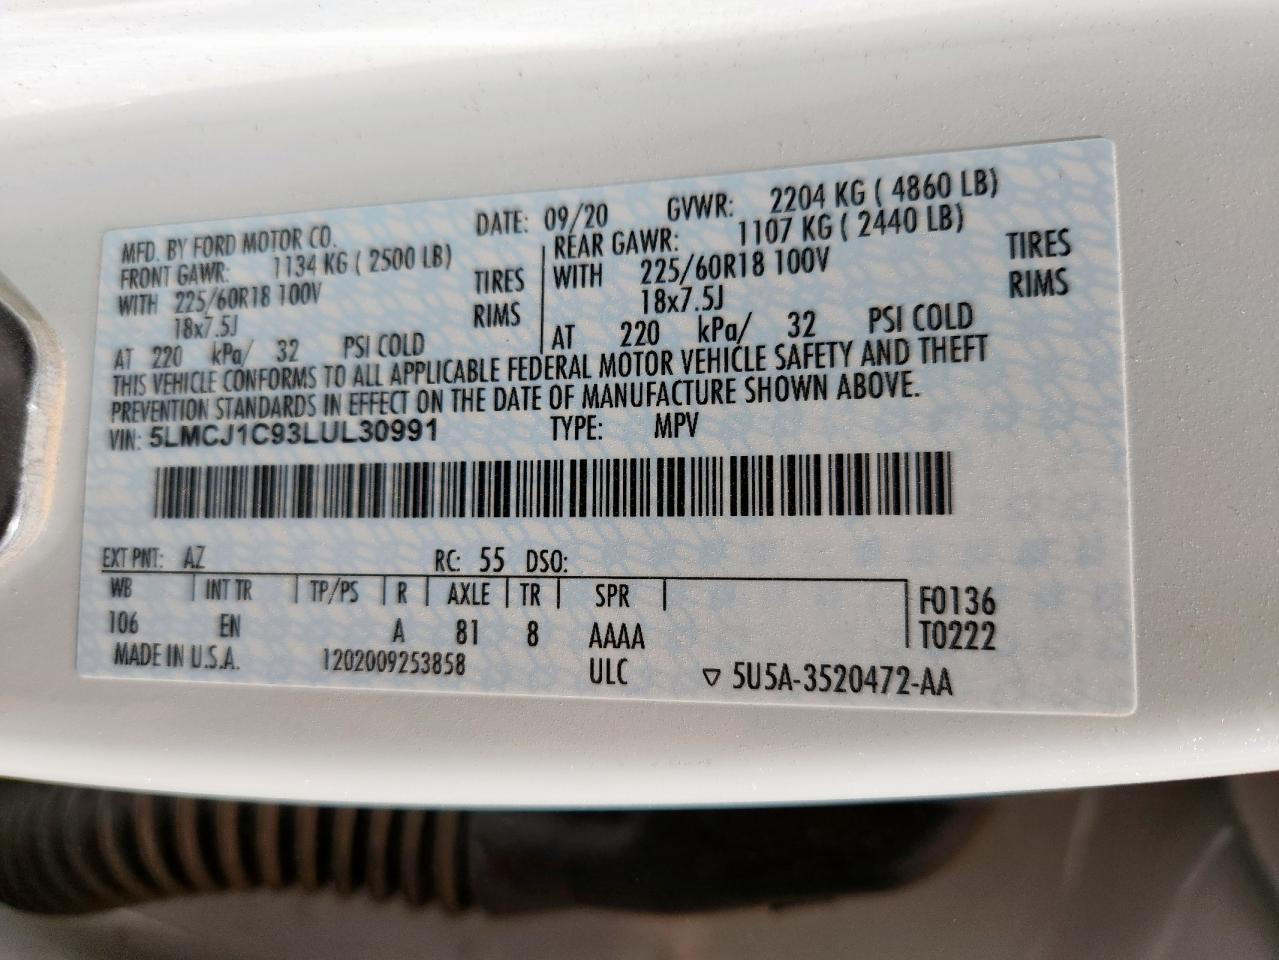 MFD. BY FORD MOTOR CO. DATE: 09/20 GVWR: 2204 KG ( 4860 LB)
FRONT GAWR: 1134 KG ( 2500 LB) REAR GAWR: 1107 KG ( 2440 LB)
WITH 225/60R18 100V TIRES WITH 225/60R18 100V TIRES
18x7.5J RIMS 18x7.5J RIMS
AT 220 kPa/ 32 PSI COLD AT 220 kPa/ 32 PSI COLD
THIS VEHICLE CONFORMS TO ALL APPLICABLE FEDERAL MOTOR VEHICLE SAFETY AND THEFT
PREVENTION STANDARDS IN EFFECT ON THE DATE OF MANUFACTURE SHOWN ABOVE.
VIN: 5LMCJ1C93LUL30991 TYPE: MPV
EXT PNT: AZ RC: 55 DSO:
WB INT TR TP/PS R AXLE TR SPR F0136
106 EN A 81 8 AAAA T0222
MADE IN U.S.A. 1202009253858 ULC ▽ 5U5A-3520472-AA